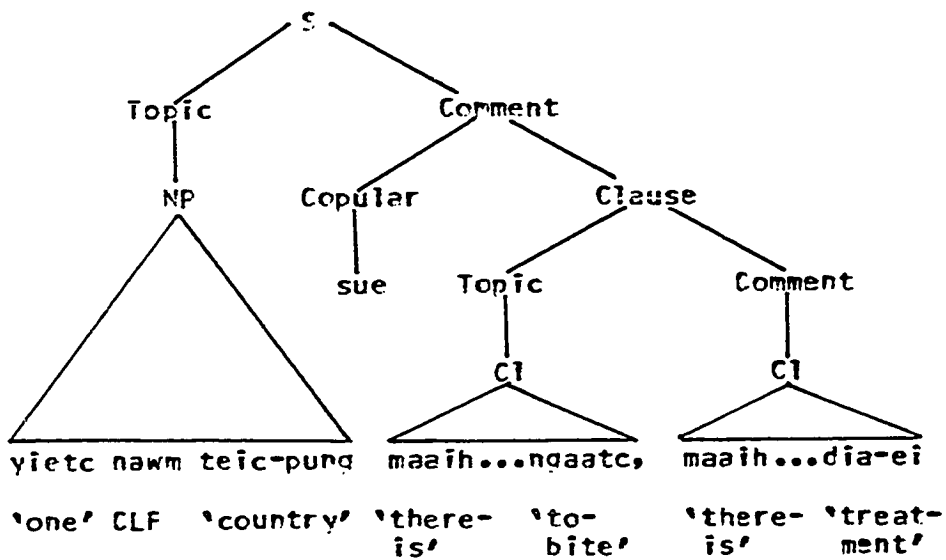 S
Topic Comment
NP Copular Clause
sue Topic Comment
Cl Cl
yietc nawm teic-pung maaih...ngaatc, maaih...dia-ei
'one' CLF 'country' 'there- 'to- 'there- 'treat-
is' bite' is' ment'